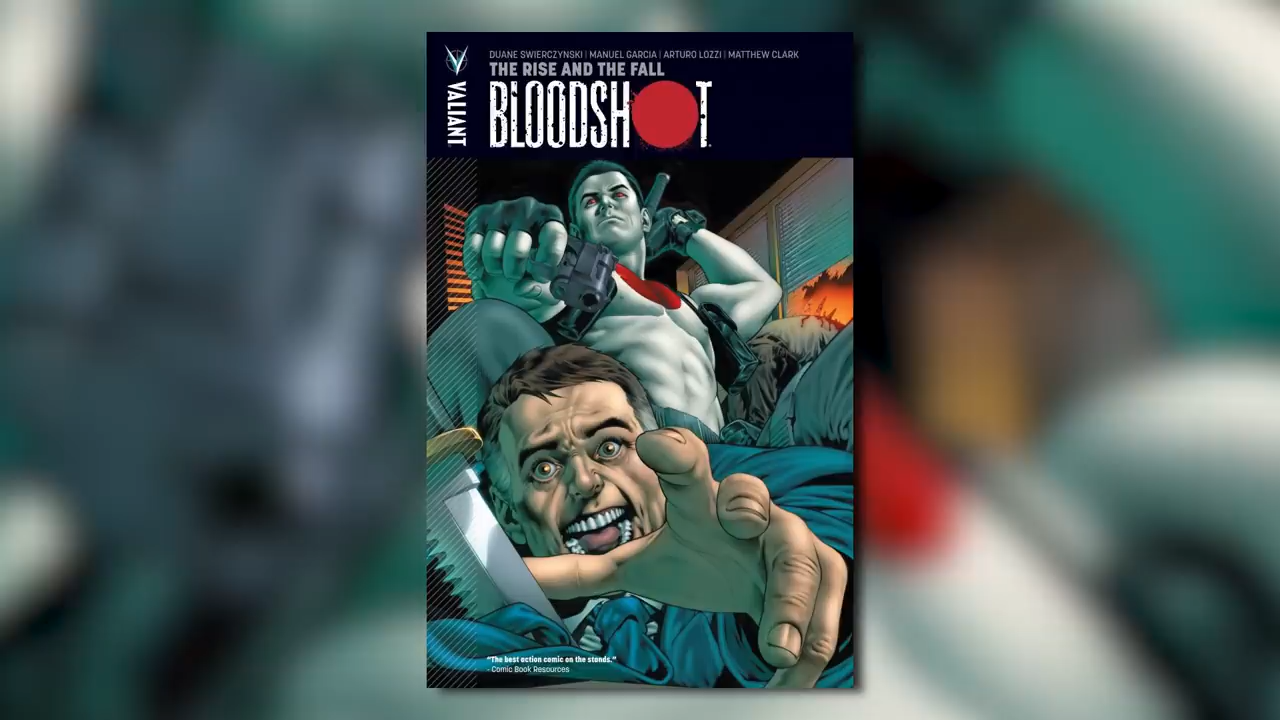 DUANE SWIERCZYNSKI | MANUEL GARCIA | ARTURO LOZZI | MATTHEW CLARK
THE RISE AND THE FALL
BLOODSHOT
VALIANT
"The best action comic on the stands."
- Comic Book Resources